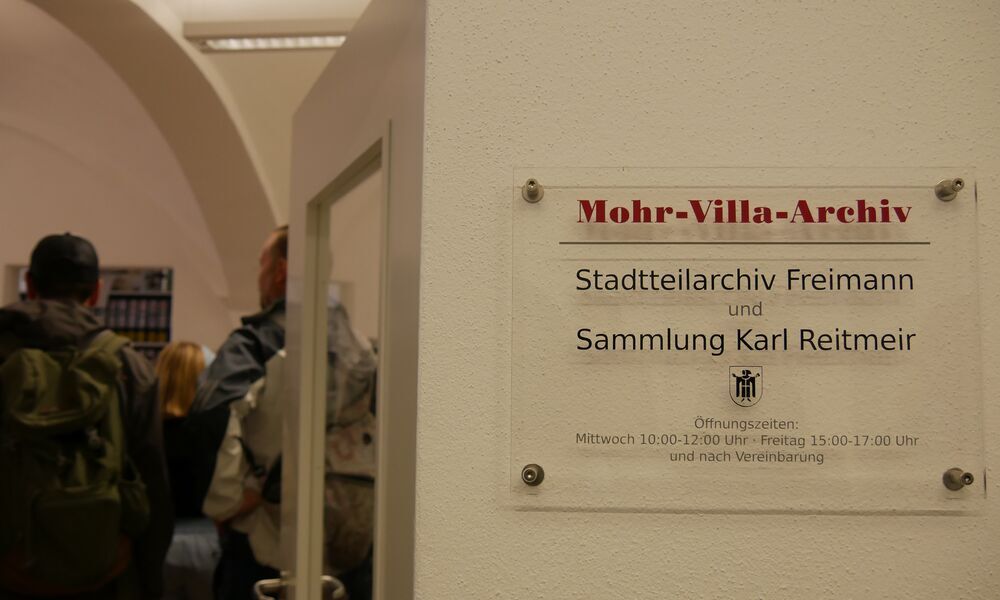 Mohr-Villa-Archiv
Stadtteilarchiv Freimann
und
Sammlung Karl Reitmeir
Öffnungszeiten:
Mittwoch 10:00-12:00 Uhr · Freitag 15:00-17:00 Uhr
und nach Vereinbarung